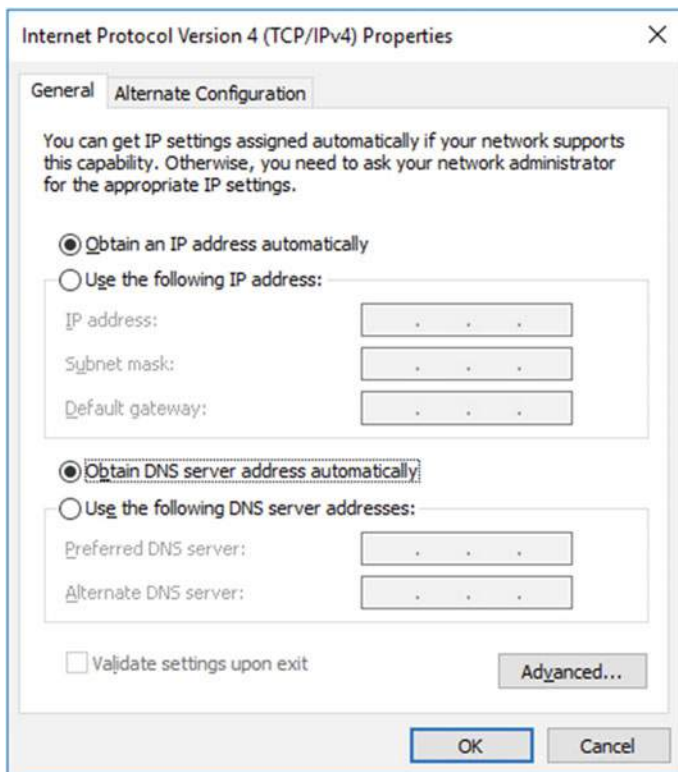 Internet Protocol Version 4 (TCP/IPv4) Properties
General
Alternate Configuration
You can get IP settings assigned automatically if your network supports
this capability. Otherwise, you need to ask your network administrator
for the appropriate IP settings.
Obtain an IP address automatically
Use the following IP address:
IP address:
Subnet mask:
Default gateway:
Obtain DNS server address automatically
Use the following DNS server addresses:
Preferred DNS server:
Alternate DNS server:
Validate settings upon exit
Advanced...
OK
Cancel